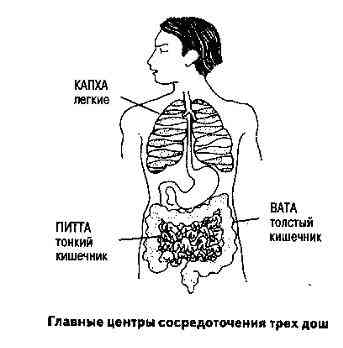 КАПХА
легкие
ПИТТА
тонкий
кишечник
ВАТА
толстый
кишечник
Главные центры сосредоточения трех дош